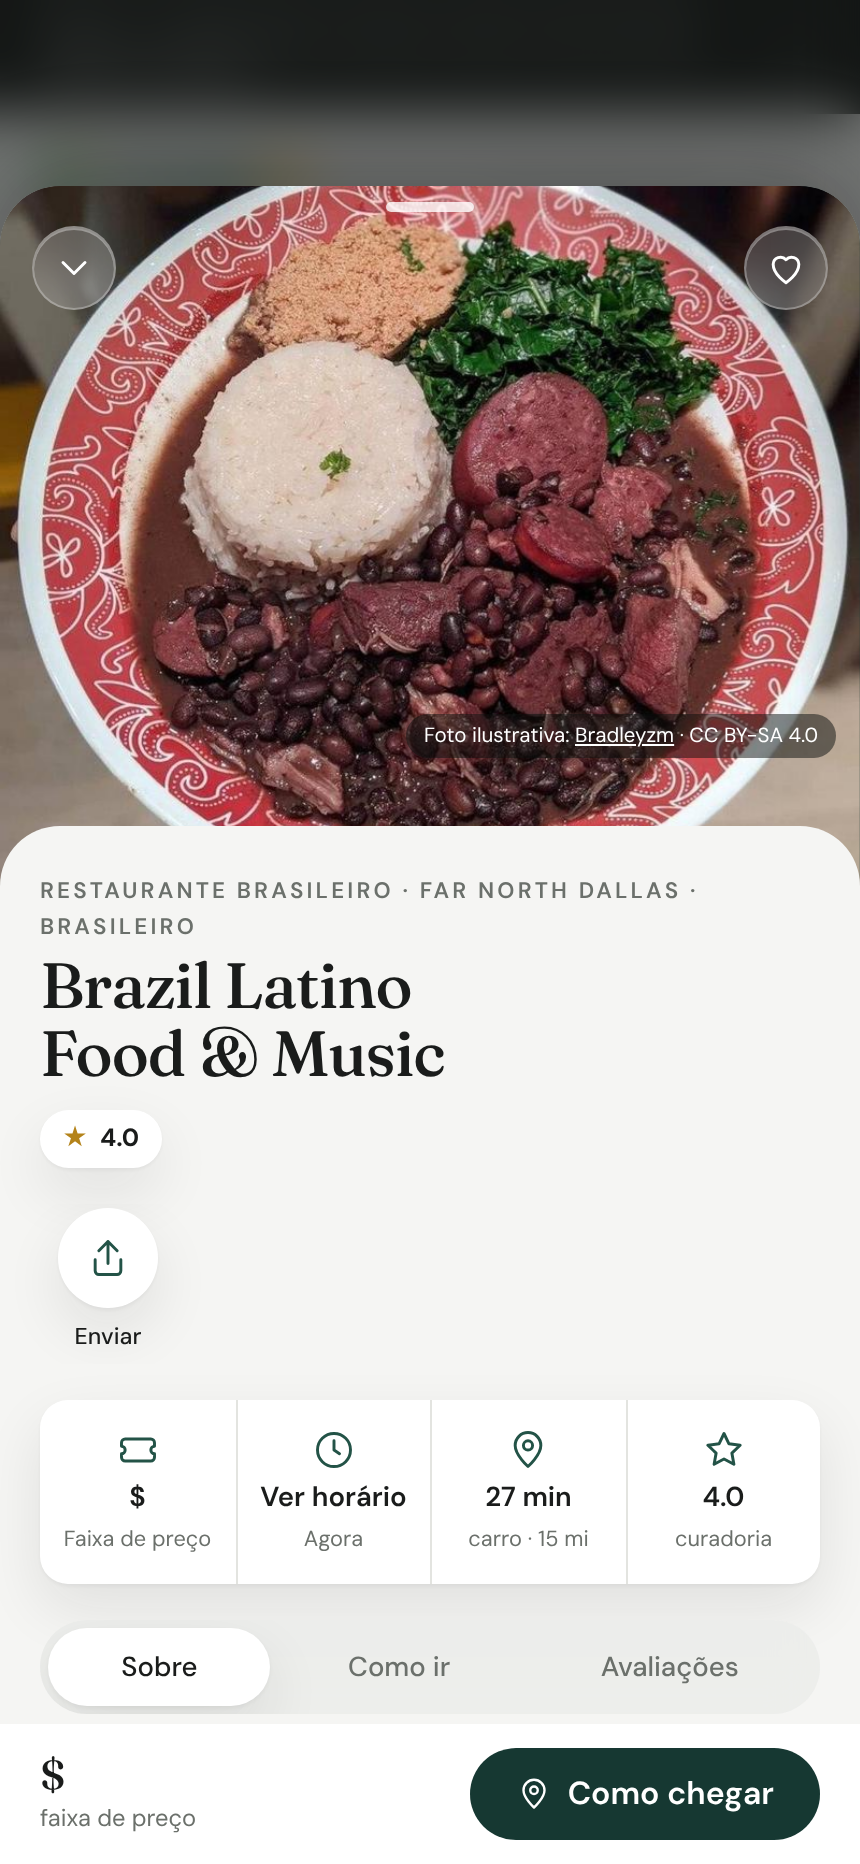 Foto ilustrativa: Bradleyzm · CC BY-SA 4.0
RESTAURANTE BRASILEIRO · FAR NORTH DALLAS ·
BRASILEIRO
Brazil Latino
Food & Music
★ 4.0
Enviar
$
Faixa de preço
Ver horário
Agora
27 min
carro · 15 mi
4.0
curadoria
Sobre
Como ir
Avaliações
$
faixa de preço
Como chegar